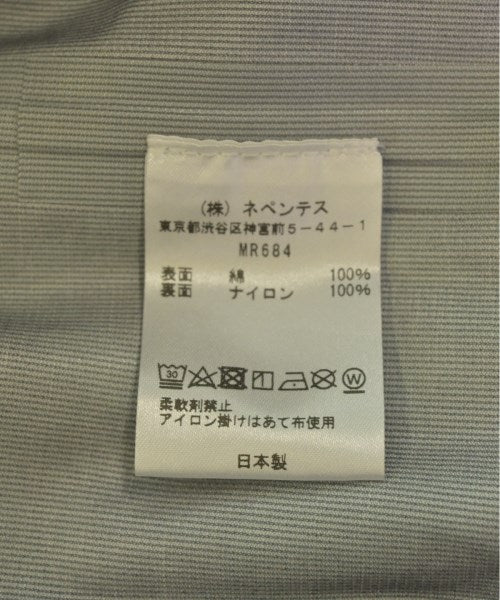 （株）ネペンテス
東京都渋谷区神宮前５－４４－１
MR684
表面 綿 100%
裏面 ナイロン 100%
30 W
柔軟剤禁止
アイロン掛けはあて布使用
日本製